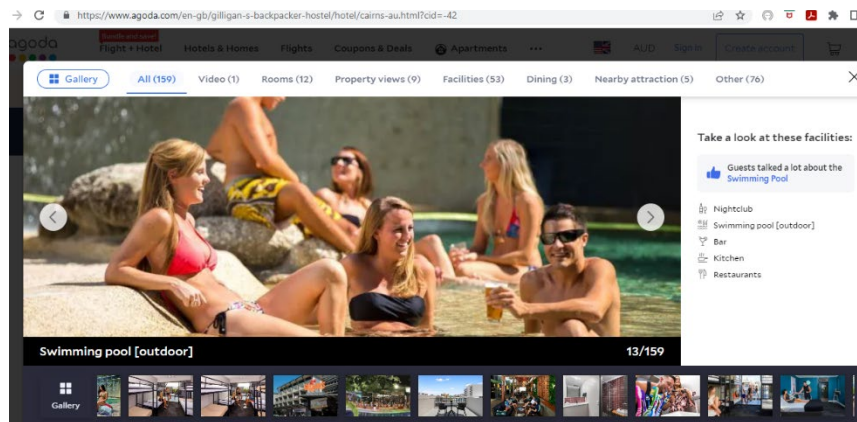 https://www.agoda.com/en-gb/gilligan-s-backpacker-hostel/hotel/cairns-au.html?cid=-42
agoda
Bundle and save!
Flight + Hotel Hotels & Homes Flights Coupons & Deals Apartments ... AUD Sign in Create account
Gallery All (159) Video (1) Rooms (12) Property views (9) Facilities (53) Dining (3) Nearby attraction (5) Other (76)
Take a look at these facilities:
Guests talked a lot about the
Swimming Pool
Nightclub
Swimming pool [outdoor]
Bar
Kitchen
Restaurants
Swimming pool [outdoor] 13/159
Gallery